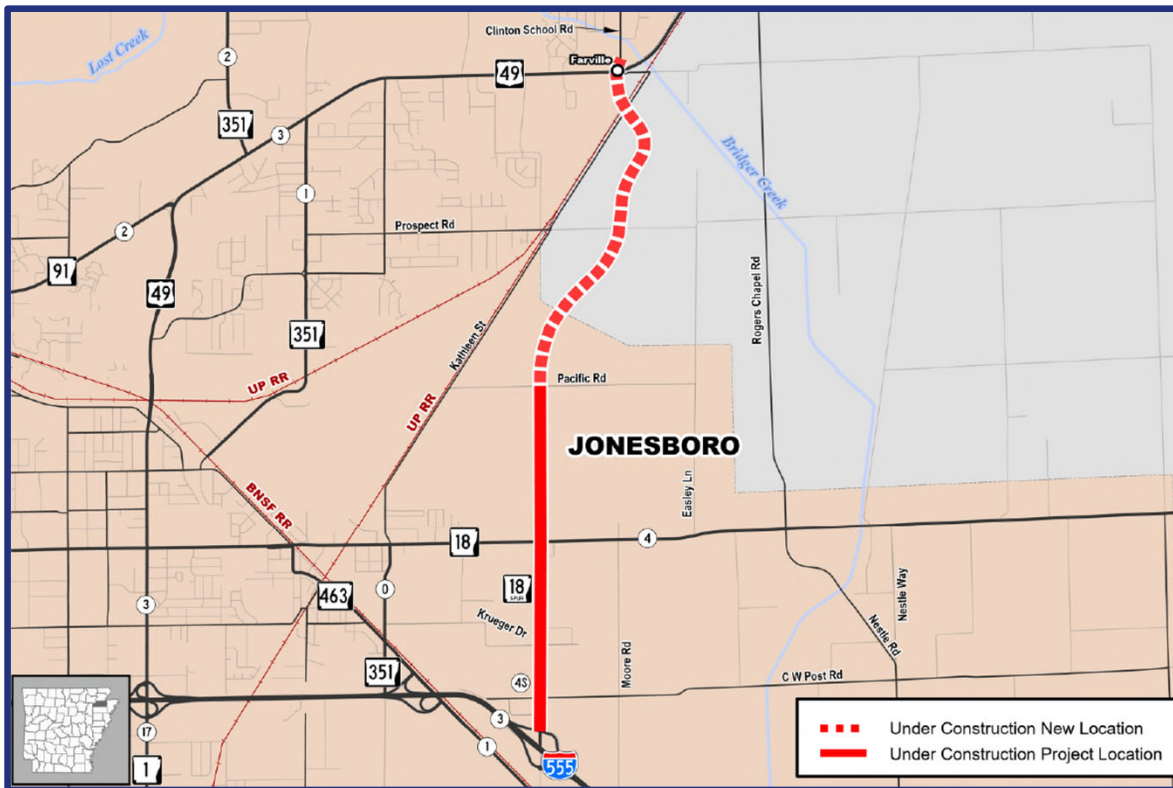 Clinton School Rd
Lost Creek
2
Farville
49
351
3
Bridger Creek
1
Prospect Rd
2
91
49
Rogers Chapel Rd
351
Kathleen St
UP RR
Pacific Rd
UP RR
JONESBORO
Easley Ln
BNSF RR
18
4
463
0
18
SPUR
3
Krueger Dr
Nestle Way
Nestle Rd
Moore Rd
351
4S
C W Post Rd
3
17
1
555
1
Under Construction New Location
Under Construction Project Location